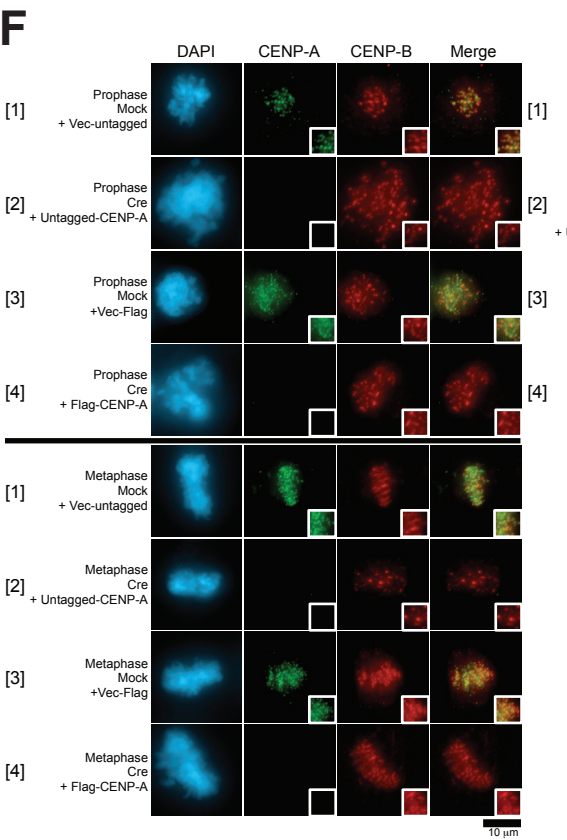 F
DAPI CENP-A CENP-B Merge
[1] Prophase [1]
Mock
+ Vec-untagged
[2] Prophase [2]
Cre
+ Untagged-CENP-A
+
[3] Prophase [3]
Mock
+Vec-Flag
[4] Prophase [4]
Cre
+ Flag-CENP-A
[1] Metaphase
Mock
+ Vec-untagged
[2] Metaphase
Cre
+ Untagged-CENP-A
[3] Metaphase
Mock
+Vec-Flag
[4] Metaphase
Cre
+ Flag-CENP-A
10 μm